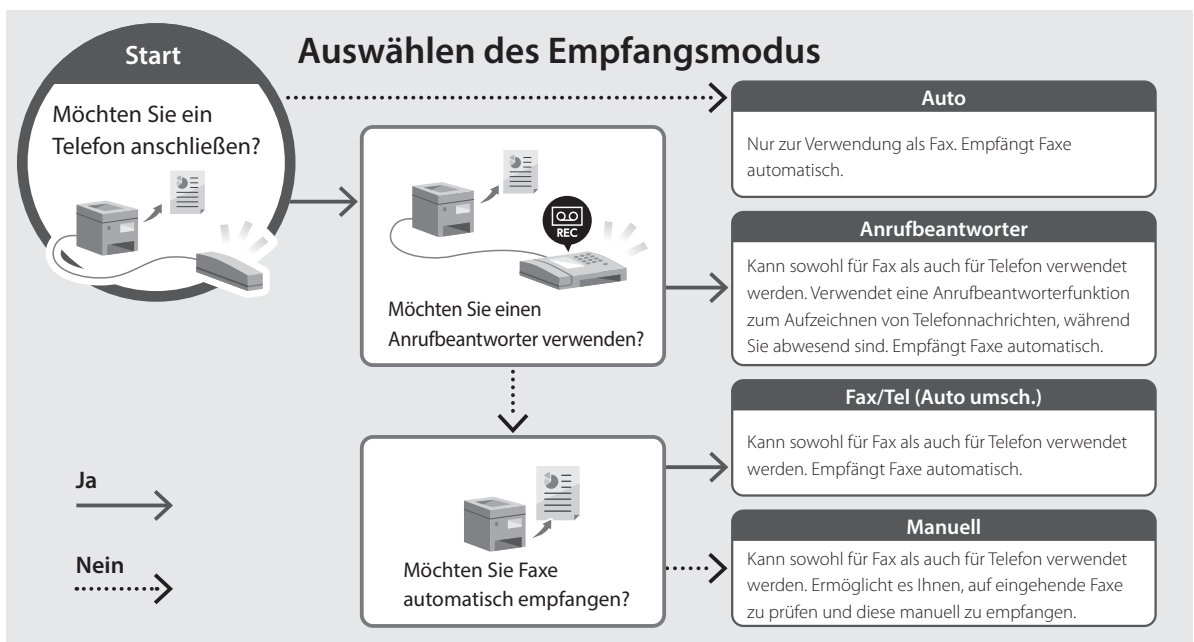 Start
Auswählen des Empfangsmodus
Möchten Sie ein
Telefon anschließen?
REC
Möchten Sie einen
Anrufbeantworter verwenden?
Möchten Sie Faxe
automatisch empfangen?
Ja
Nein
Auto
Nur zur Verwendung als Fax. Empfängt Faxe
automatisch.
Anrufbeantworter
Kann sowohl für Fax als auch für Telefon verwendet
werden. Verwendet eine Anrufbeantworterfunktion
zum Aufzeichnen von Telefonnachrichten, während
Sie abwesend sind. Empfängt Faxe automatisch.
Fax/Tel (Auto umsch.)
Kann sowohl für Fax als auch für Telefon verwendet
werden. Empfängt Faxe automatisch.
Manuell
Kann sowohl für Fax als auch für Telefon verwendet
werden. Ermöglicht es Ihnen, auf eingehende Faxe
zu prüfen und diese manuell zu empfangen.